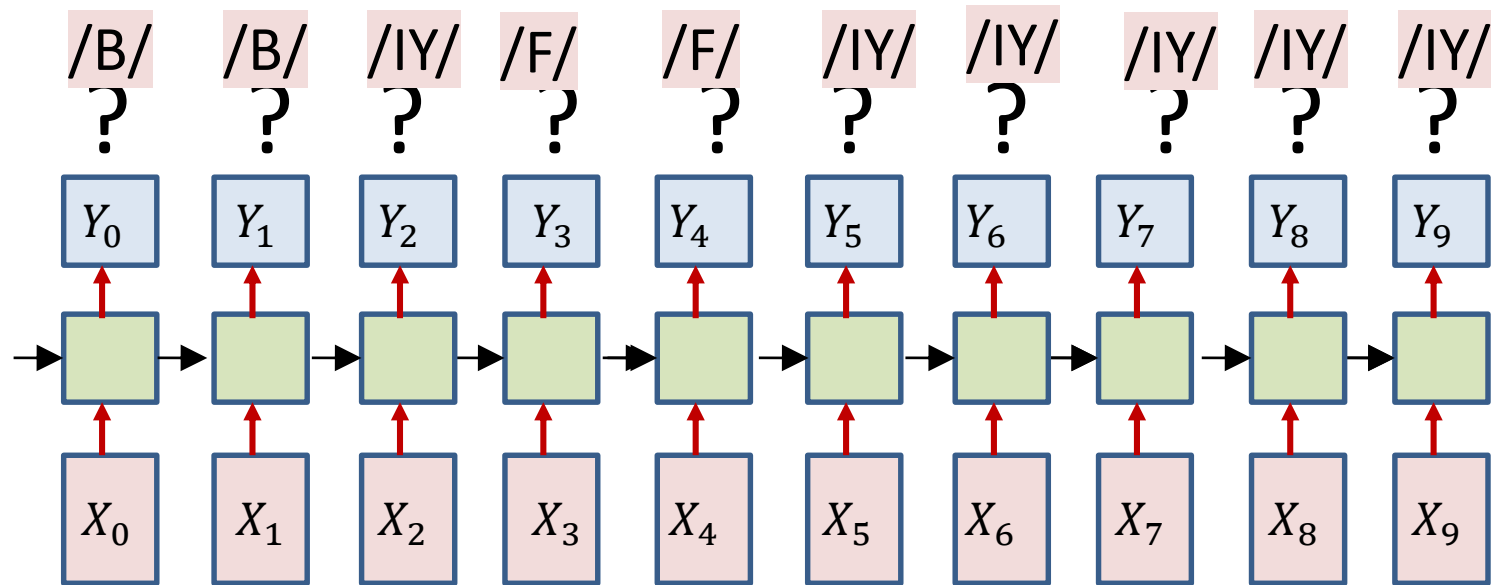 /B/ /B/ /IY/ /F/ /F/ /IY/ /IY/ /IY/ /IY/ /IY/
? ? ? ? ? ? ? ? ? ?
Y₀ Y₁ Y₂ Y₃ Y₄ Y₅ Y₆ Y₇ Y₈ Y₉
X₀ X₁ X₂ X₃ X₄ X₅ X₆ X₇ X₈ X₉